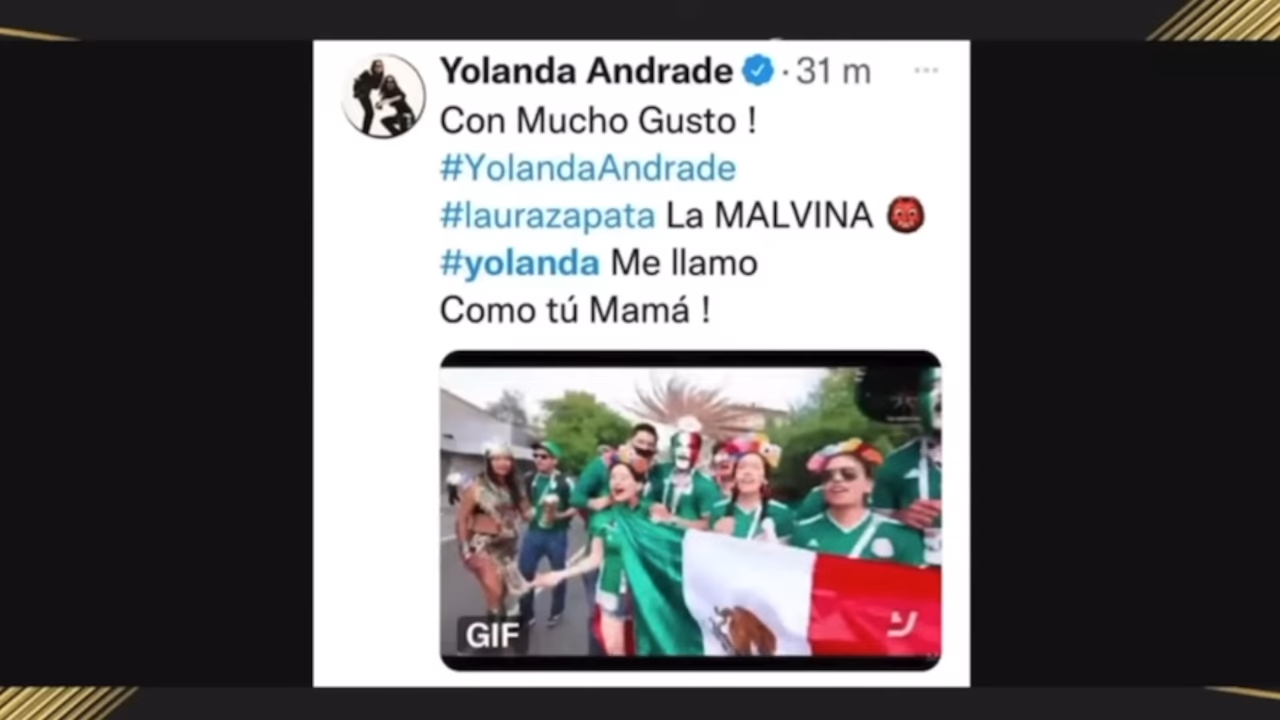 Yolanda Andrade · 31 m
Con Mucho Gusto !
#YolandaAndrade
#laurazapata La MALVINA 👹
#yolanda Me llamo
Como tú Mamá !
GIF